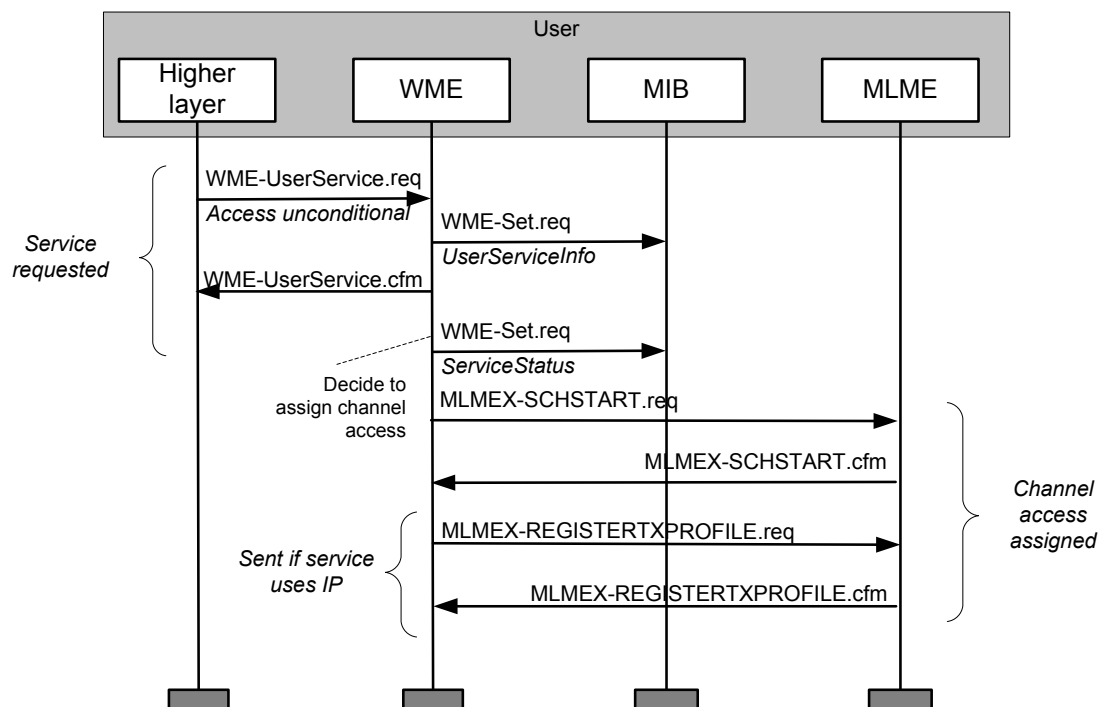 User
Higher
layer
WME
MIB
MLME
WME-UserService.req
Access unconditional
WME-Set.req
UserServiceInfo
Service
requested
WME-UserService.cfm
WME-Set.req
ServiceStatus
Decide to
assign channel
access
MLMEX-SCHSTART.req
MLMEX-SCHSTART.cfm
Channel
access
assigned
MLMEX-REGISTERTXPROFILE.req
Sent if service
uses IP
MLMEX-REGISTERTXPROFILE.cfm